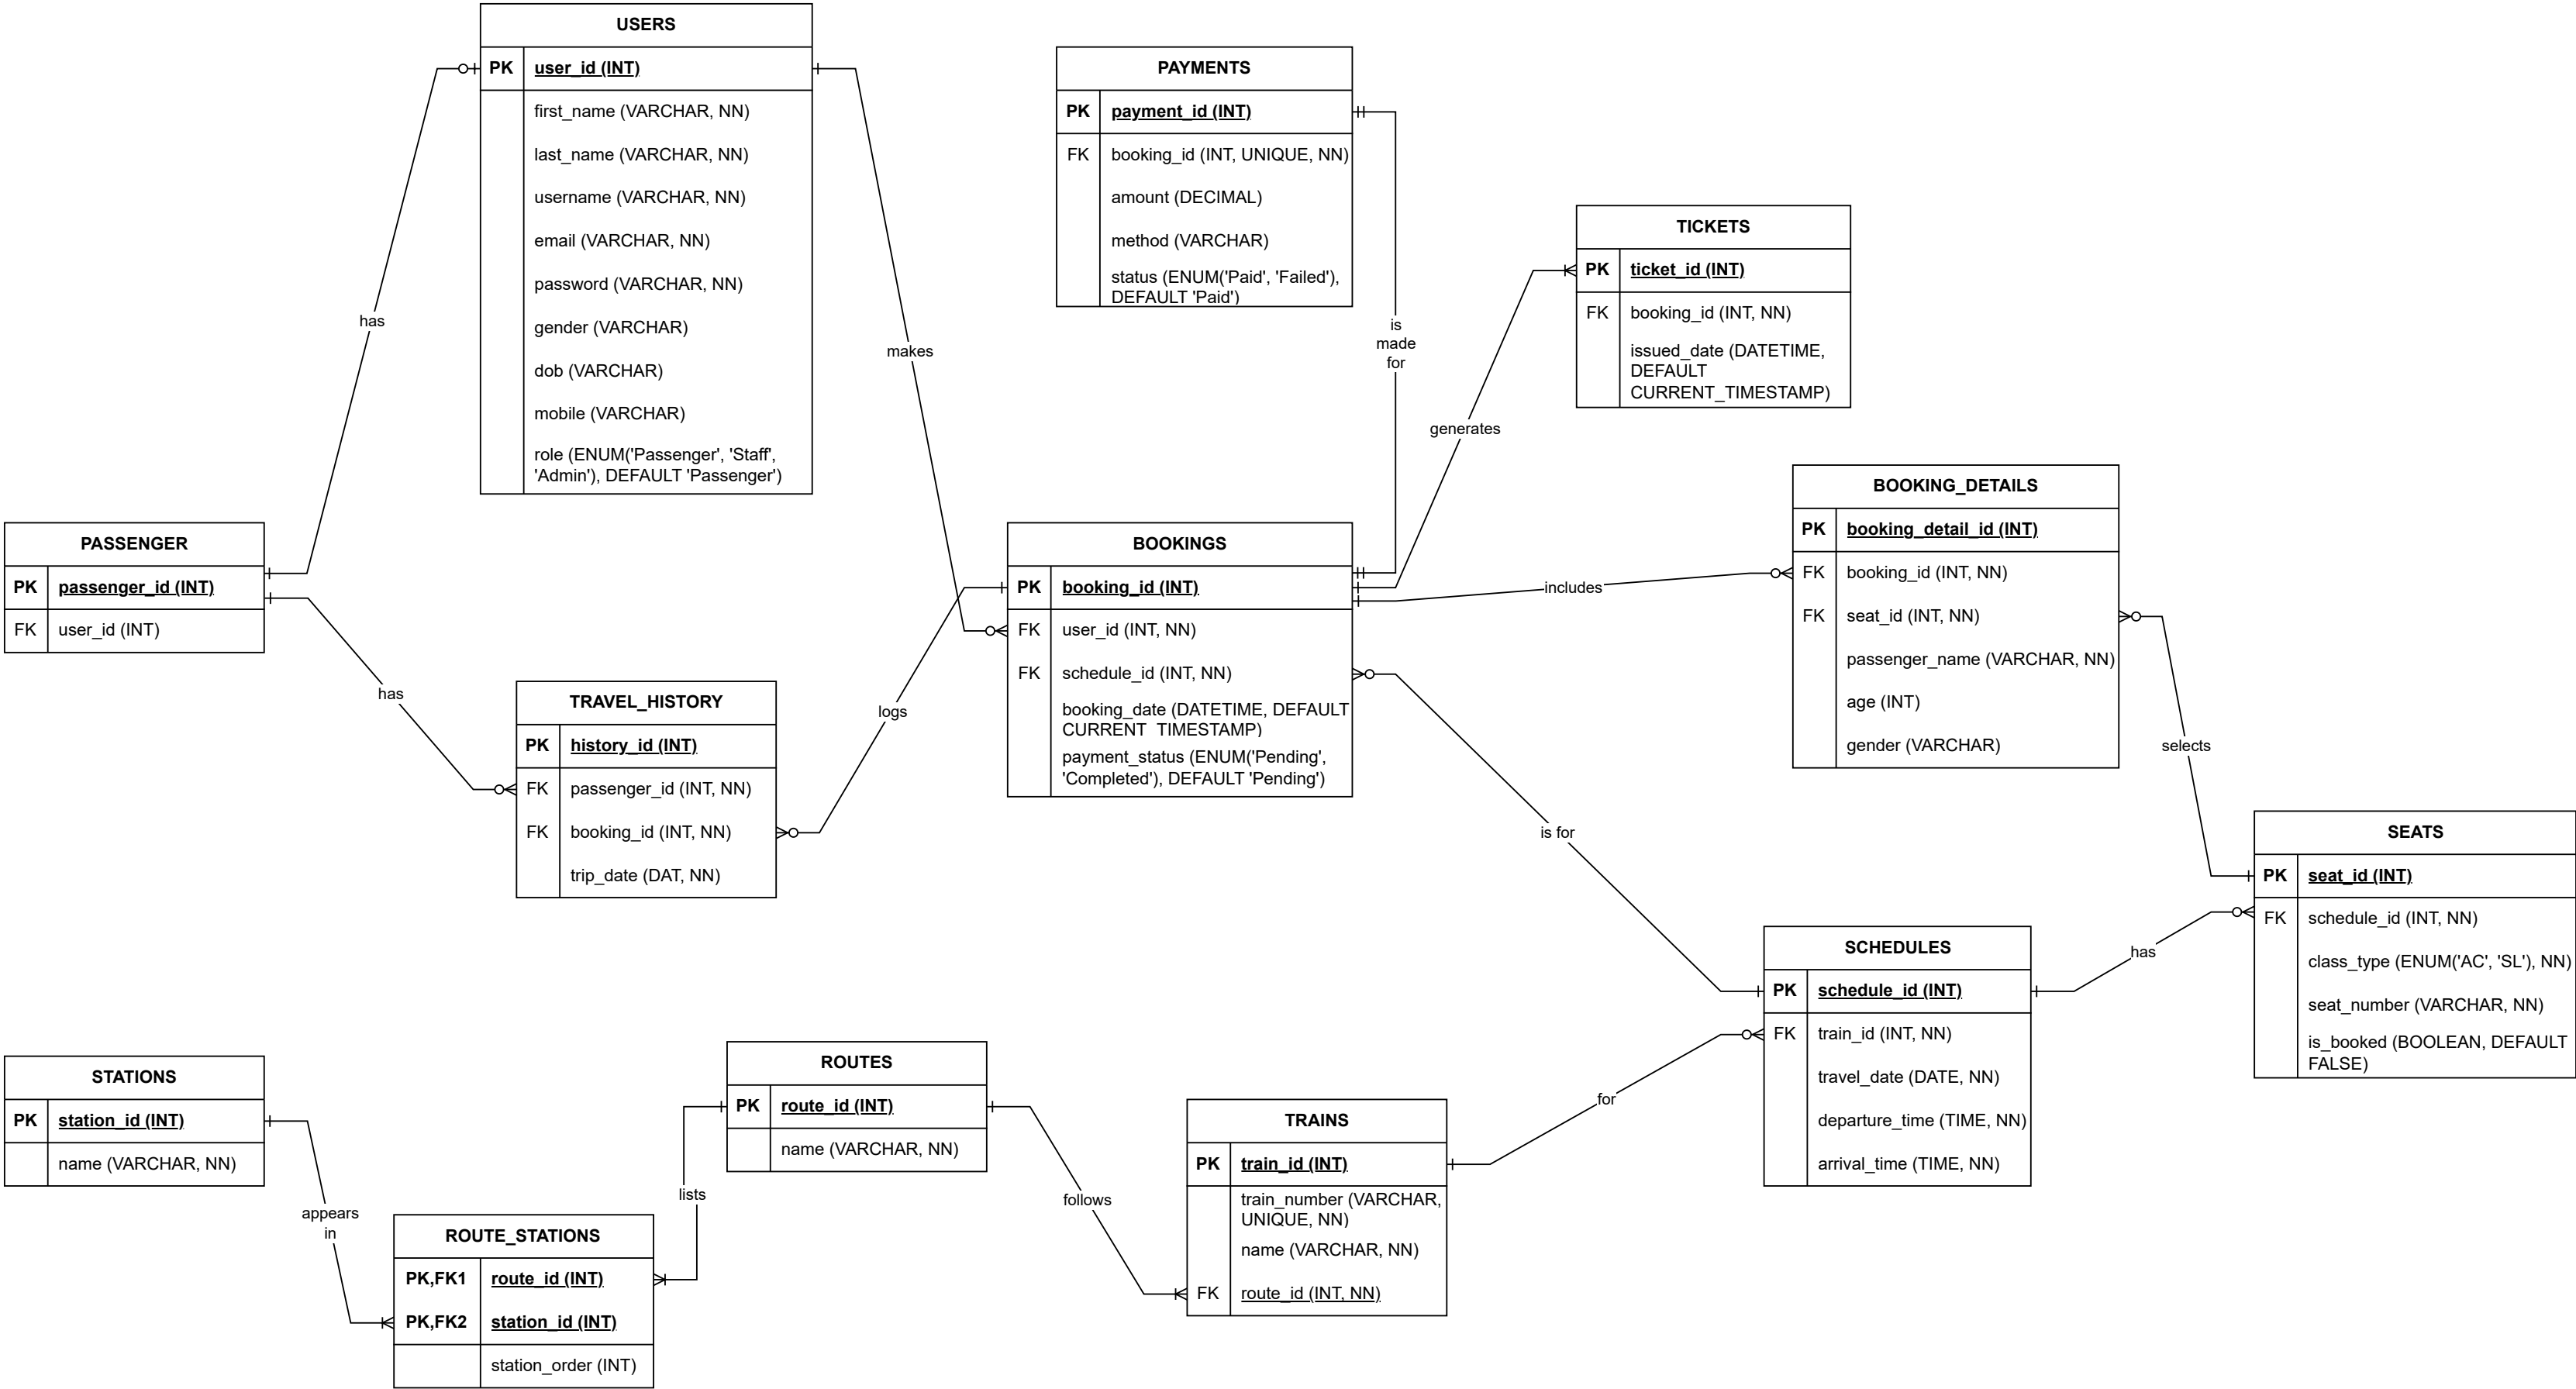 USERS
PK user_id (INT)
first_name (VARCHAR, NN)
last_name (VARCHAR, NN)
username (VARCHAR, NN)
email (VARCHAR, NN)
password (VARCHAR, NN)
gender (VARCHAR)
dob (VARCHAR)
mobile (VARCHAR)
role (ENUM('Passenger', 'Staff',
'Admin'), DEFAULT 'Passenger')
PAYMENTS
PK payment_id (INT)
FK booking_id (INT, UNIQUE, NN)
amount (DECIMAL)
method (VARCHAR)
status (ENUM('Paid', 'Failed'),
DEFAULT 'Paid')
TICKETS
PK ticket_id (INT)
FK booking_id (INT, NN)
issued_date (DATETIME,
DEFAULT
CURRENT_TIMESTAMP)
has
makes
is
made
for
generates
PASSENGER
PK passenger_id (INT)
FK user_id (INT)
BOOKINGS
PK booking_id (INT)
FK user_id (INT, NN)
FK schedule_id (INT, NN)
booking_date (DATETIME, DEFAULT
CURRENT_TIMESTAMP)
payment_status (ENUM('Pending',
'Completed'), DEFAULT 'Pending')
includes
BOOKING_DETAILS
PK booking_detail_id (INT)
FK booking_id (INT, NN)
FK seat_id (INT, NN)
passenger_name (VARCHAR, NN)
age (INT)
gender (VARCHAR)
has
TRAVEL_HISTORY
PK history_id (INT)
FK passenger_id (INT, NN)
FK booking_id (INT, NN)
trip_date (DAT, NN)
logs
is for
selects
SEATS
PK seat_id (INT)
FK schedule_id (INT, NN)
class_type (ENUM('AC', 'SL'), NN)
seat_number (VARCHAR, NN)
is_booked (BOOLEAN, DEFAULT
FALSE)
has
SCHEDULES
PK schedule_id (INT)
FK train_id (INT, NN)
travel_date (DATE, NN)
departure_time (TIME, NN)
arrival_time (TIME, NN)
STATIONS
PK station_id (INT)
name (VARCHAR, NN)
appears
in
ROUTE_STATIONS
PK,FK1 route_id (INT)
PK,FK2 station_id (INT)
station_order (INT)
lists
ROUTES
PK route_id (INT)
name (VARCHAR, NN)
follows
TRAINS
PK train_id (INT)
train_number (VARCHAR,
UNIQUE, NN)
name (VARCHAR, NN)
FK route_id (INT, NN)
for